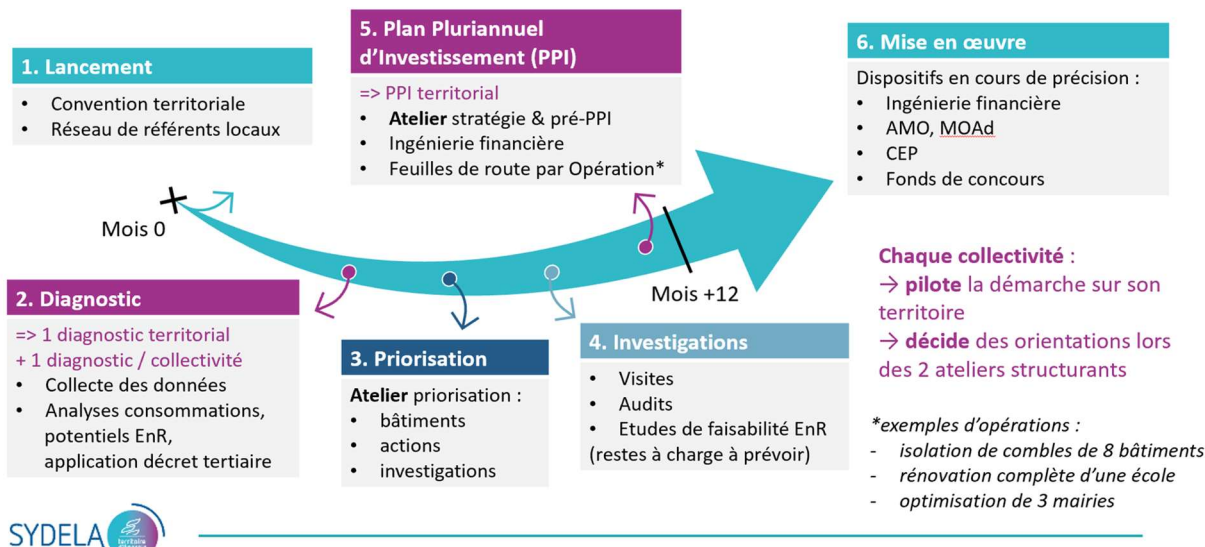 1. Lancement
• Convention territoriale
• Réseau de référents locaux
Mois 0
2. Diagnostic
=> 1 diagnostic territorial
+ 1 diagnostic / collectivité
• Collecte des données
• Analyses consommations,
potentiels EnR,
application décret tertiaire
3. Priorisation
Atelier priorisation :
• bâtiments
• actions
• investigations
4. Investigations
• Visites
• Audits
• Etudes de faisabilité EnR
(restes à charge à prévoir)
5. Plan Pluriannuel
d'Investissement (PPI)
=> PPI territorial
• Atelier stratégie & pré-PPI
• Ingénierie financière
• Feuilles de route par Opération*
Mois +12
6. Mise en œuvre
Dispositifs en cours de précision :
• Ingénierie financière
• AMO, MOAd
• CEP
• Fonds de concours
Chaque collectivité :
→ pilote la démarche sur son
territoire
→ décide des orientations lors
des 2 ateliers structurants
*exemples d'opérations :
- isolation de combles de 8 bâtiments
- rénovation complète d'une école
- optimisation de 3 mairies
SYDELA
territoire